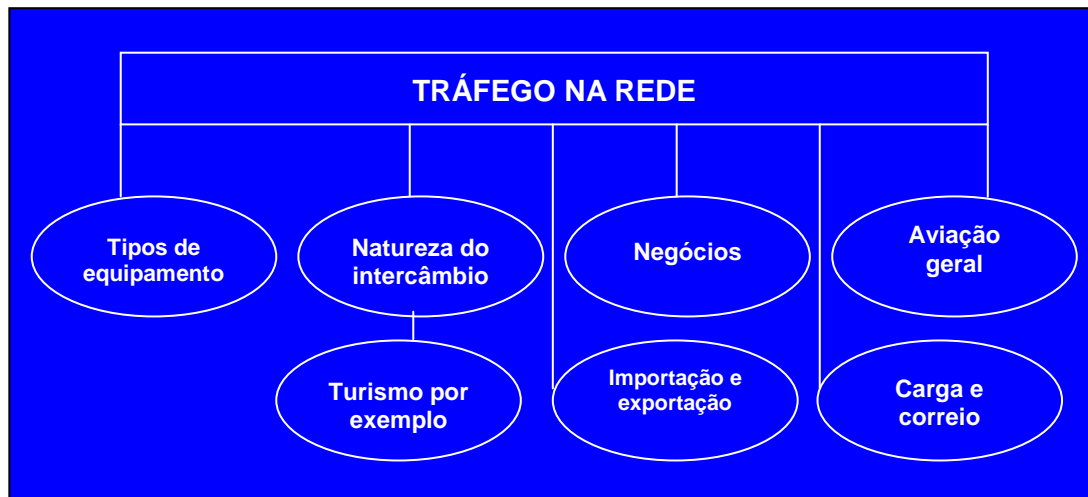 TRÁFEGO NA REDE
Tipos de
equipamento
Natureza do
intercâmbio
Negócios
Aviação
geral
Turismo por
exemplo
Importação e
exportação
Carga e
correio